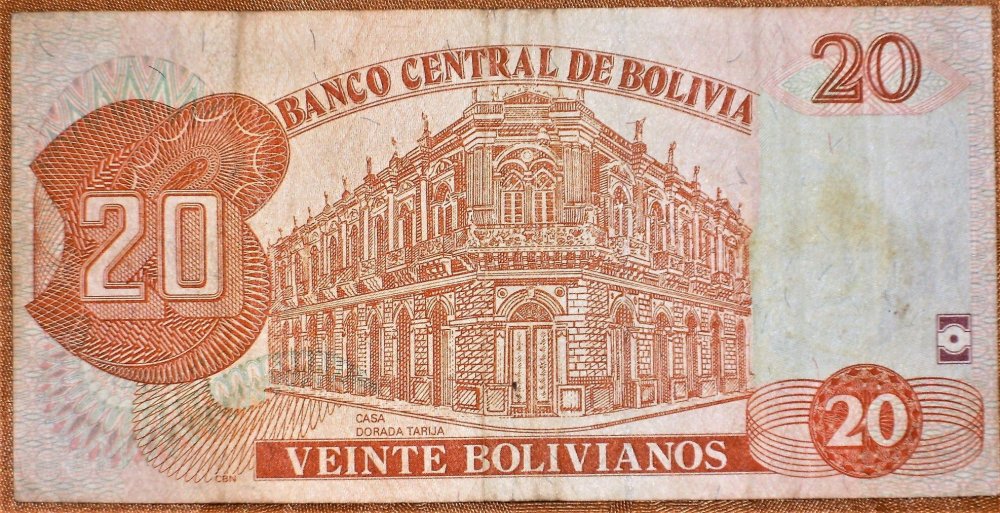 BANCO CENTRAL DE BOLIVIA
20
20
CASA
DORADA TARIJA
20
VEINTE BOLIVIANOS
CBN